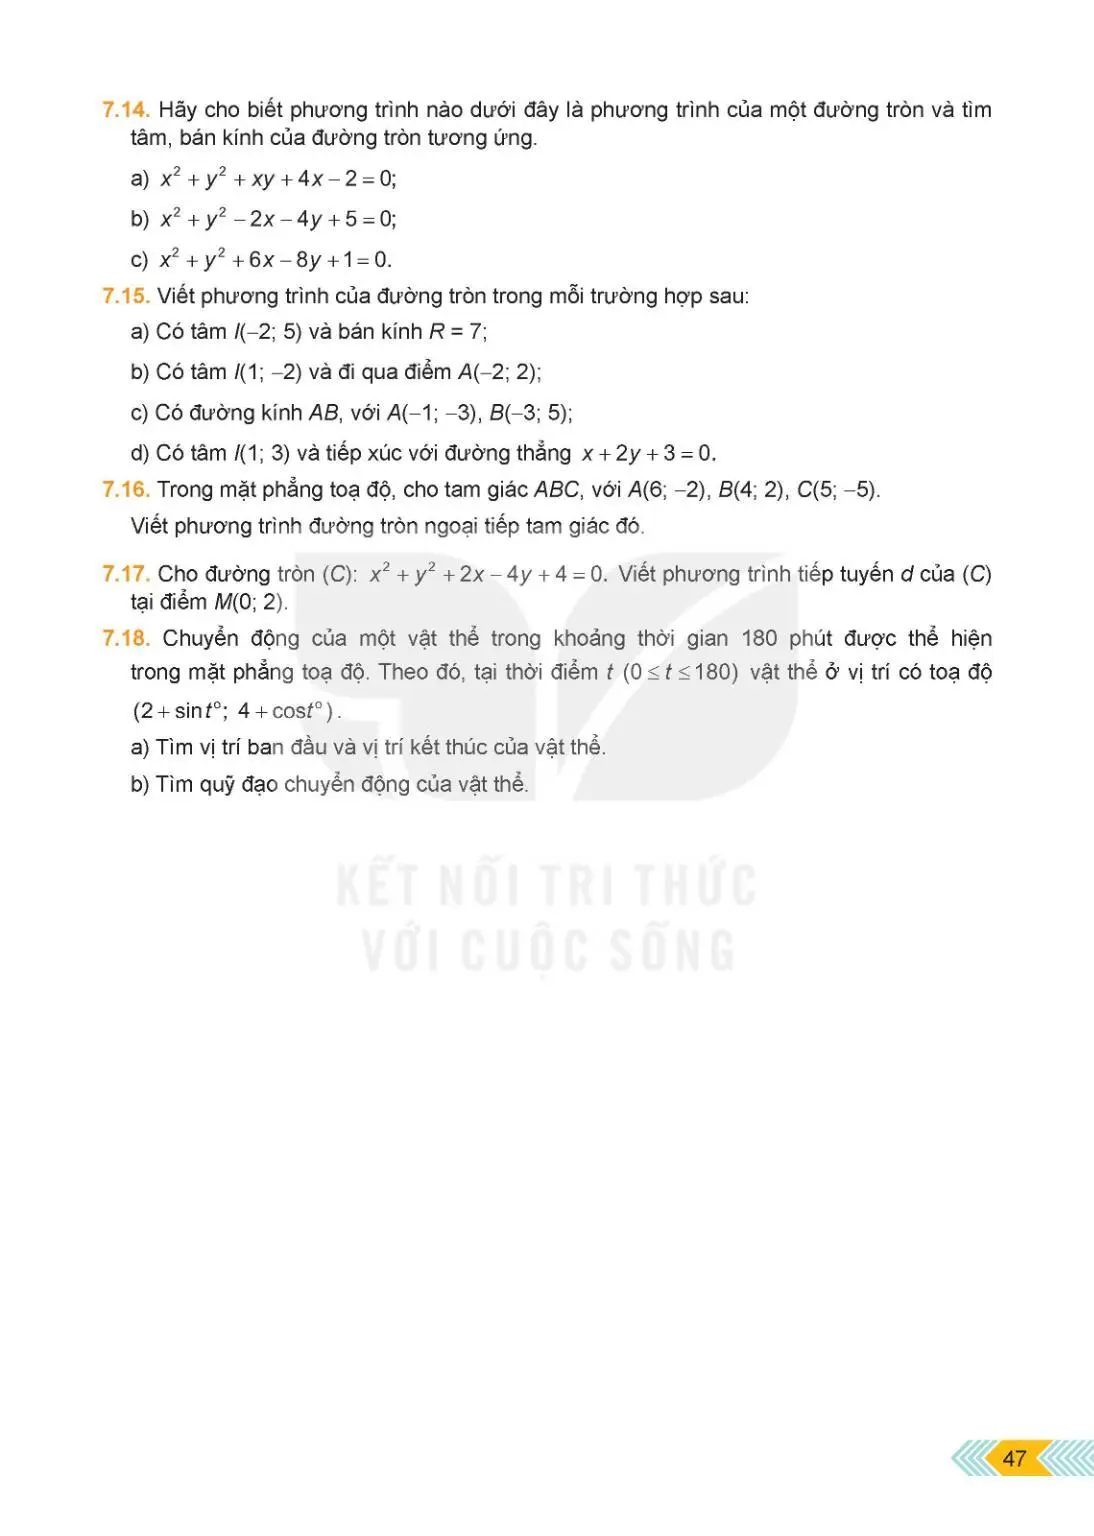 7.14. Hãy cho biết phương trình nào dưới đây là phương trình của một đường tròn và tìm
tâm, bán kính của đường tròn tương ứng.
a) x² + y² + xy + 4x − 2 = 0;
b) x² + y² − 2x − 4y + 5 = 0;
c) x² + y² + 6x − 8y + 1 = 0.
7.15. Viết phương trình của đường tròn trong mỗi trường hợp sau:
a) Có tâm I(−2; 5) và bán kính R = 7;
b) Có tâm I(1; −2) và đi qua điểm A(−2; 2);
c) Có đường kính AB, với A(−1; −3), B(−3; 5);
d) Có tâm I(1; 3) và tiếp xúc với đường thẳng x + 2y + 3 = 0.
7.16. Trong mặt phẳng toạ độ, cho tam giác ABC, với A(6; −2), B(4; 2), C(5; −5).
Viết phương trình đường tròn ngoại tiếp tam giác đó.
7.17. Cho đường tròn (C): x² + y² + 2x − 4y + 4 = 0. Viết phương trình tiếp tuyến d của (C)
tại điểm M(0; 2).
7.18. Chuyển động của một vật thể trong khoảng thời gian 180 phút được thể hiện
trong mặt phẳng toạ độ. Theo đó, tại thời điểm t (0 ≤ t ≤ 180) vật thể ở vị trí có toạ độ
(2 + sint°; 4 + cost°).
a) Tìm vị trí ban đầu và vị trí kết thúc của vật thể.
b) Tìm quỹ đạo chuyển động của vật thể.
KẾT NỐI TRI THỨC
VỚI CUỘC SỐNG
47